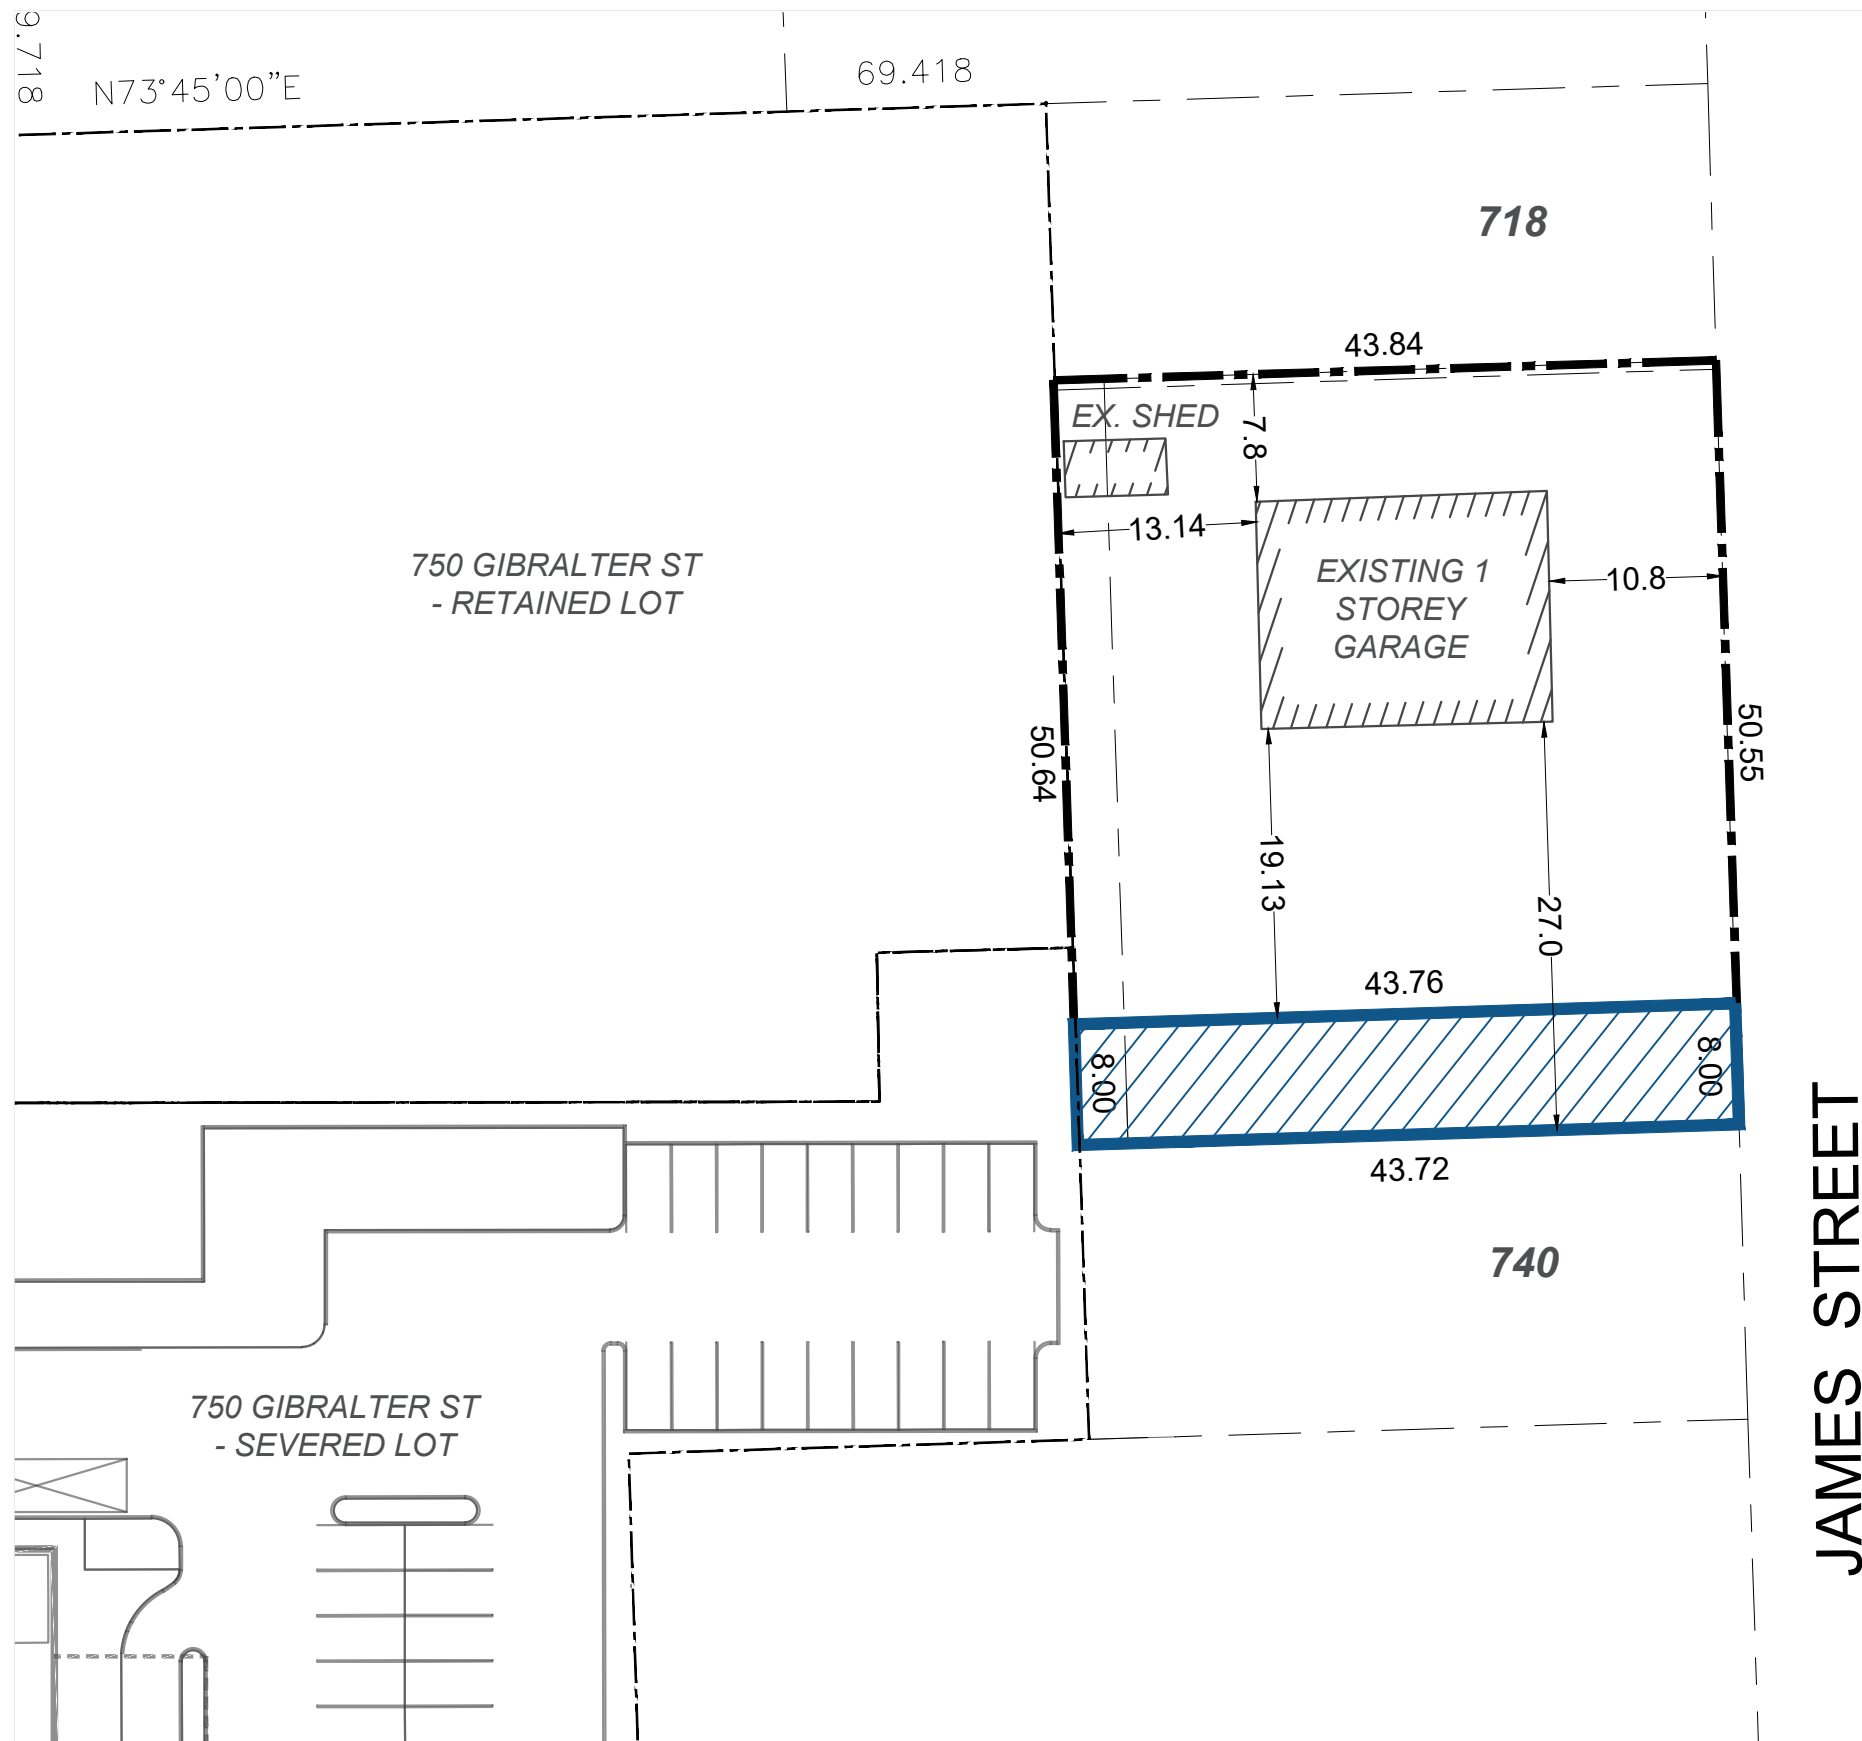 9.718
N73°45'00"E
69.418
718
43.84
EX. SHED
7.8
13.14
750 GIBRALTER ST
- RETAINED LOT
EXISTING 1
STOREY
GARAGE
10.8
50.64
50.55
19.13
27.0
43.76
8.00
8.00
43.72
740
JAMES STREET
750 GIBRALTER ST
- SEVERED LOT